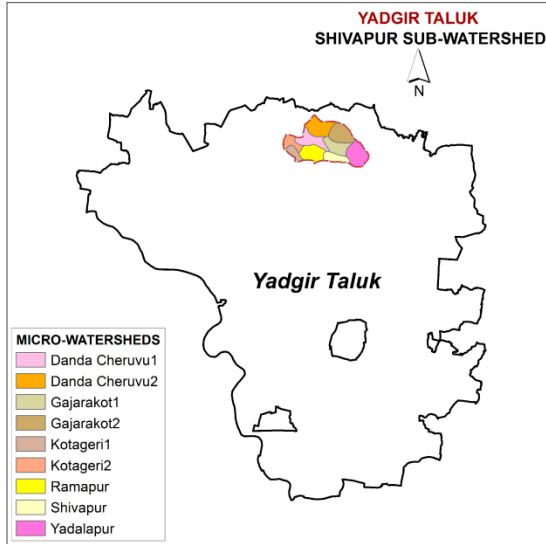 YADGIR TALUK
SHIVAPUR SUB-WATERSHED
N
Yadgir Taluk
MICRO-WATERSHEDS
Danda Cheruvu1
Danda Cheruvu2
Gajarakot1
Gajarakot2
Kotageri1
Kotageri2
Ramapur
Shivapur
Yadalapur